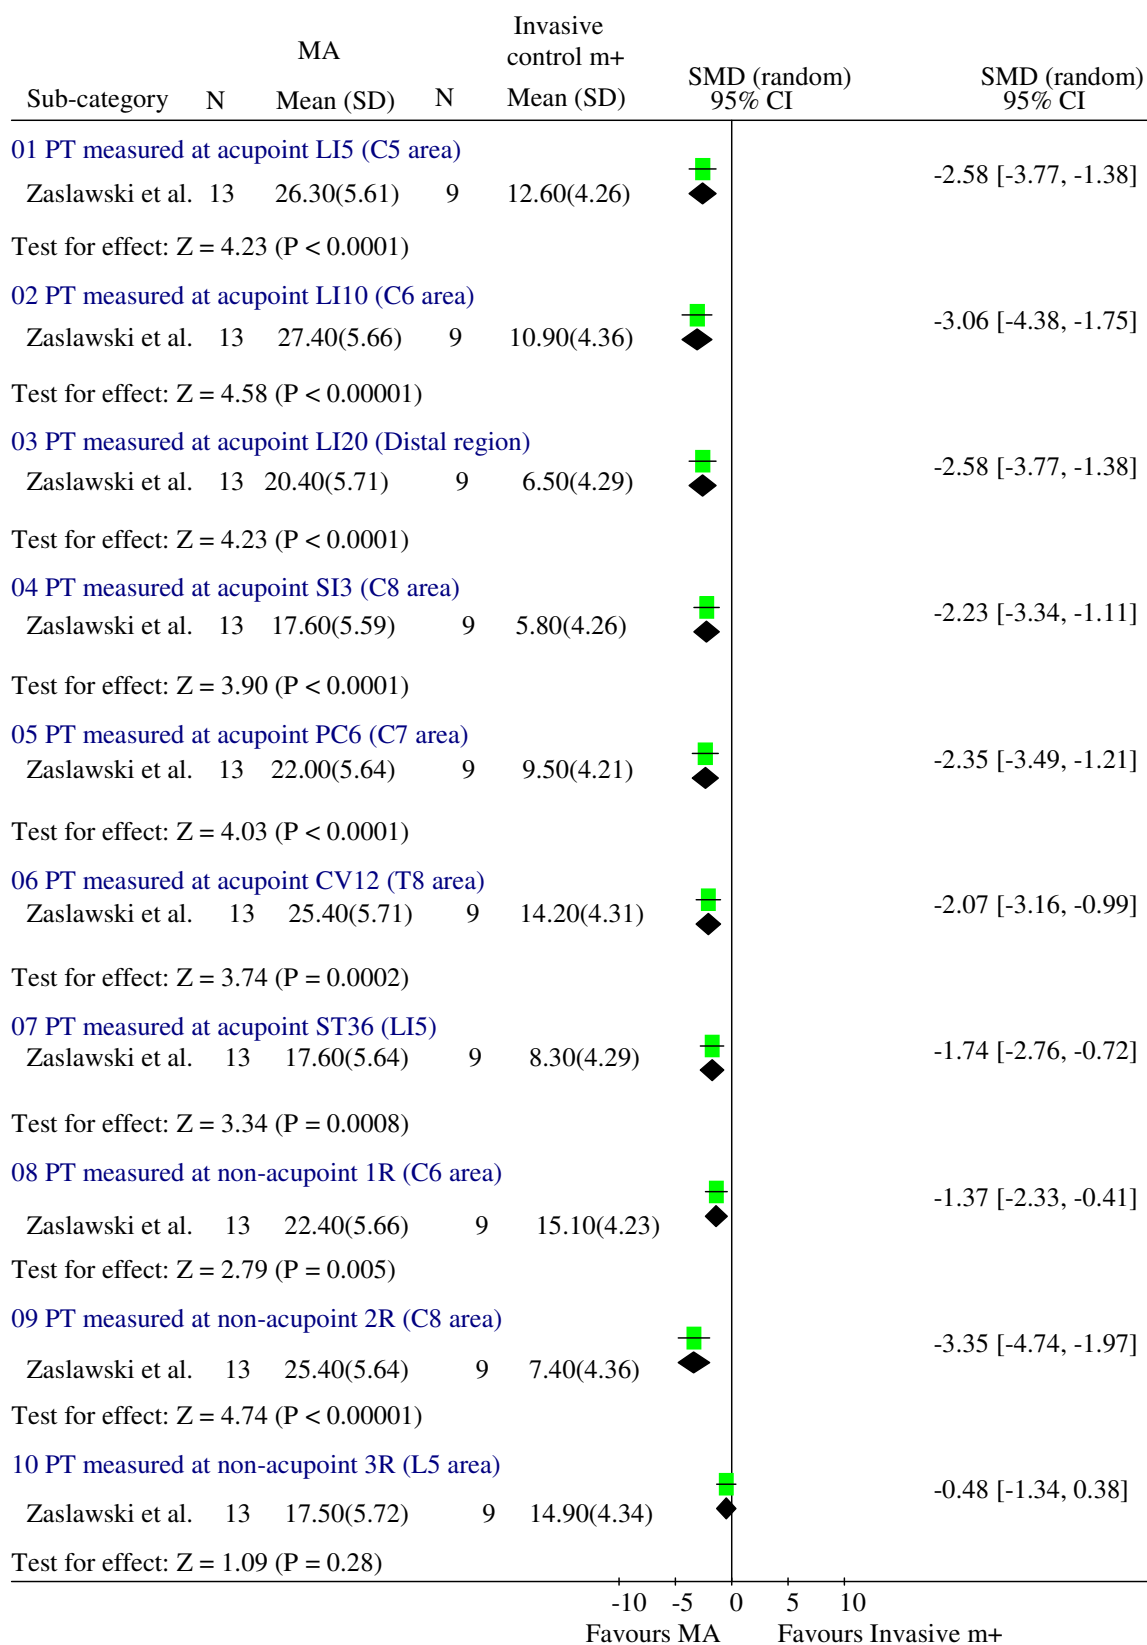 MA Invasive control m+ SMD (random) 95% CI SMD (random) 95% CI
Sub-category N Mean (SD) N Mean (SD)
01 PT measured at acupoint LI5 (C5 area)
Zaslawski et al. 13 26.30(5.61) 9 12.60(4.26) -2.58 [-3.77, -1.38]
Test for effect: Z = 4.23 (P < 0.0001)
02 PT measured at acupoint LI10 (C6 area)
Zaslawski et al. 13 27.40(5.66) 9 10.90(4.36) -3.06 [-4.38, -1.75]
Test for effect: Z = 4.58 (P < 0.00001)
03 PT measured at acupoint LI20 (Distal region)
Zaslawski et al. 13 20.40(5.71) 9 6.50(4.29) -2.58 [-3.77, -1.38]
Test for effect: Z = 4.23 (P < 0.0001)
04 PT measured at acupoint SI3 (C8 area)
Zaslawski et al. 13 17.60(5.59) 9 5.80(4.26) -2.23 [-3.34, -1.11]
Test for effect: Z = 3.90 (P < 0.0001)
05 PT measured at acupoint PC6 (C7 area)
Zaslawski et al. 13 22.00(5.64) 9 9.50(4.21) -2.35 [-3.49, -1.21]
Test for effect: Z = 4.03 (P < 0.0001)
06 PT measured at acupoint CV12 (T8 area)
Zaslawski et al. 13 25.40(5.71) 9 14.20(4.31) -2.07 [-3.16, -0.99]
Test for effect: Z = 3.74 (P = 0.0002)
07 PT measured at acupoint ST36 (LI5)
Zaslawski et al. 13 17.60(5.64) 9 8.30(4.29) -1.74 [-2.76, -0.72]
Test for effect: Z = 3.34 (P = 0.0008)
08 PT measured at non-acupoint 1R (C6 area)
Zaslawski et al. 13 22.40(5.66) 9 15.10(4.23) -1.37 [-2.33, -0.41]
Test for effect: Z = 2.79 (P = 0.005)
09 PT measured at non-acupoint 2R (C8 area)
Zaslawski et al. 13 25.40(5.64) 9 7.40(4.36) -3.35 [-4.74, -1.97]
Test for effect: Z = 4.74 (P < 0.00001)
10 PT measured at non-acupoint 3R (L5 area)
Zaslawski et al. 13 17.50(5.72) 9 14.90(4.34) -0.48 [-1.34, 0.38]
Test for effect: Z = 1.09 (P = 0.28)
-10 -5 0 5 10
Favours MA Favours Invasive m+